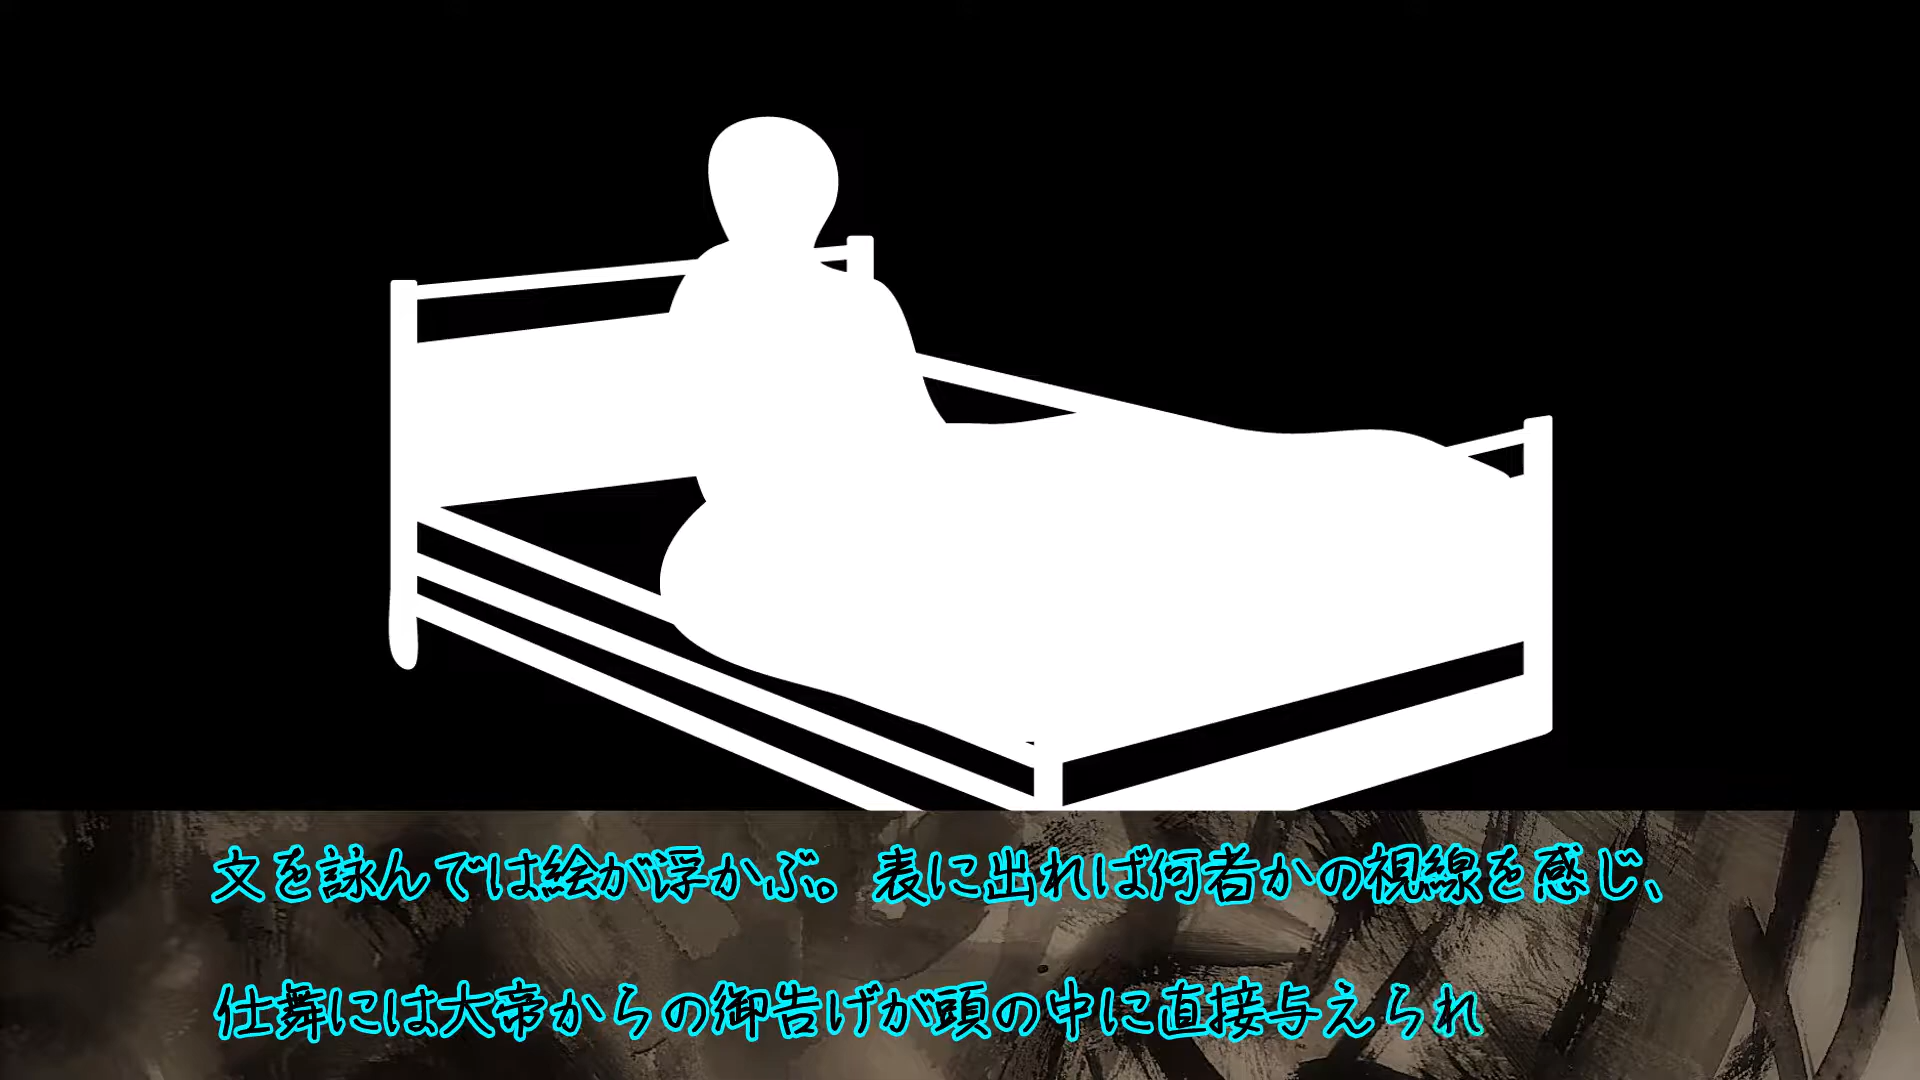 文を詠んでは絵が浮かぶ。表に出れば何者かの視線を感じ、
仕舞には大帝からの御告げが頭の中に直接与えられ